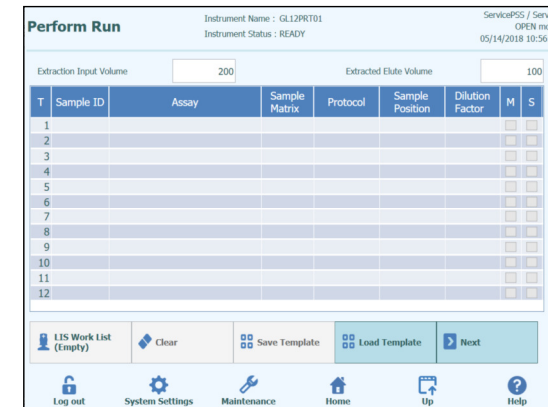 Perform Run
Instrument Name : GL12PRT01
Instrument Status : READY
ServicePSS / Serv
OPEN mo
05/14/2018 10:56
Extraction Input Volume 200 Extracted Elute Volume 100
T Sample ID Assay Sample Matrix Protocol Sample Position Dilution Factor M S
1
2
3
4
5
6
7
8
9
10
11
12
LIS Work List (Empty) Clear Save Template Load Template Next
Log out System Settings Maintenance Home Up Help